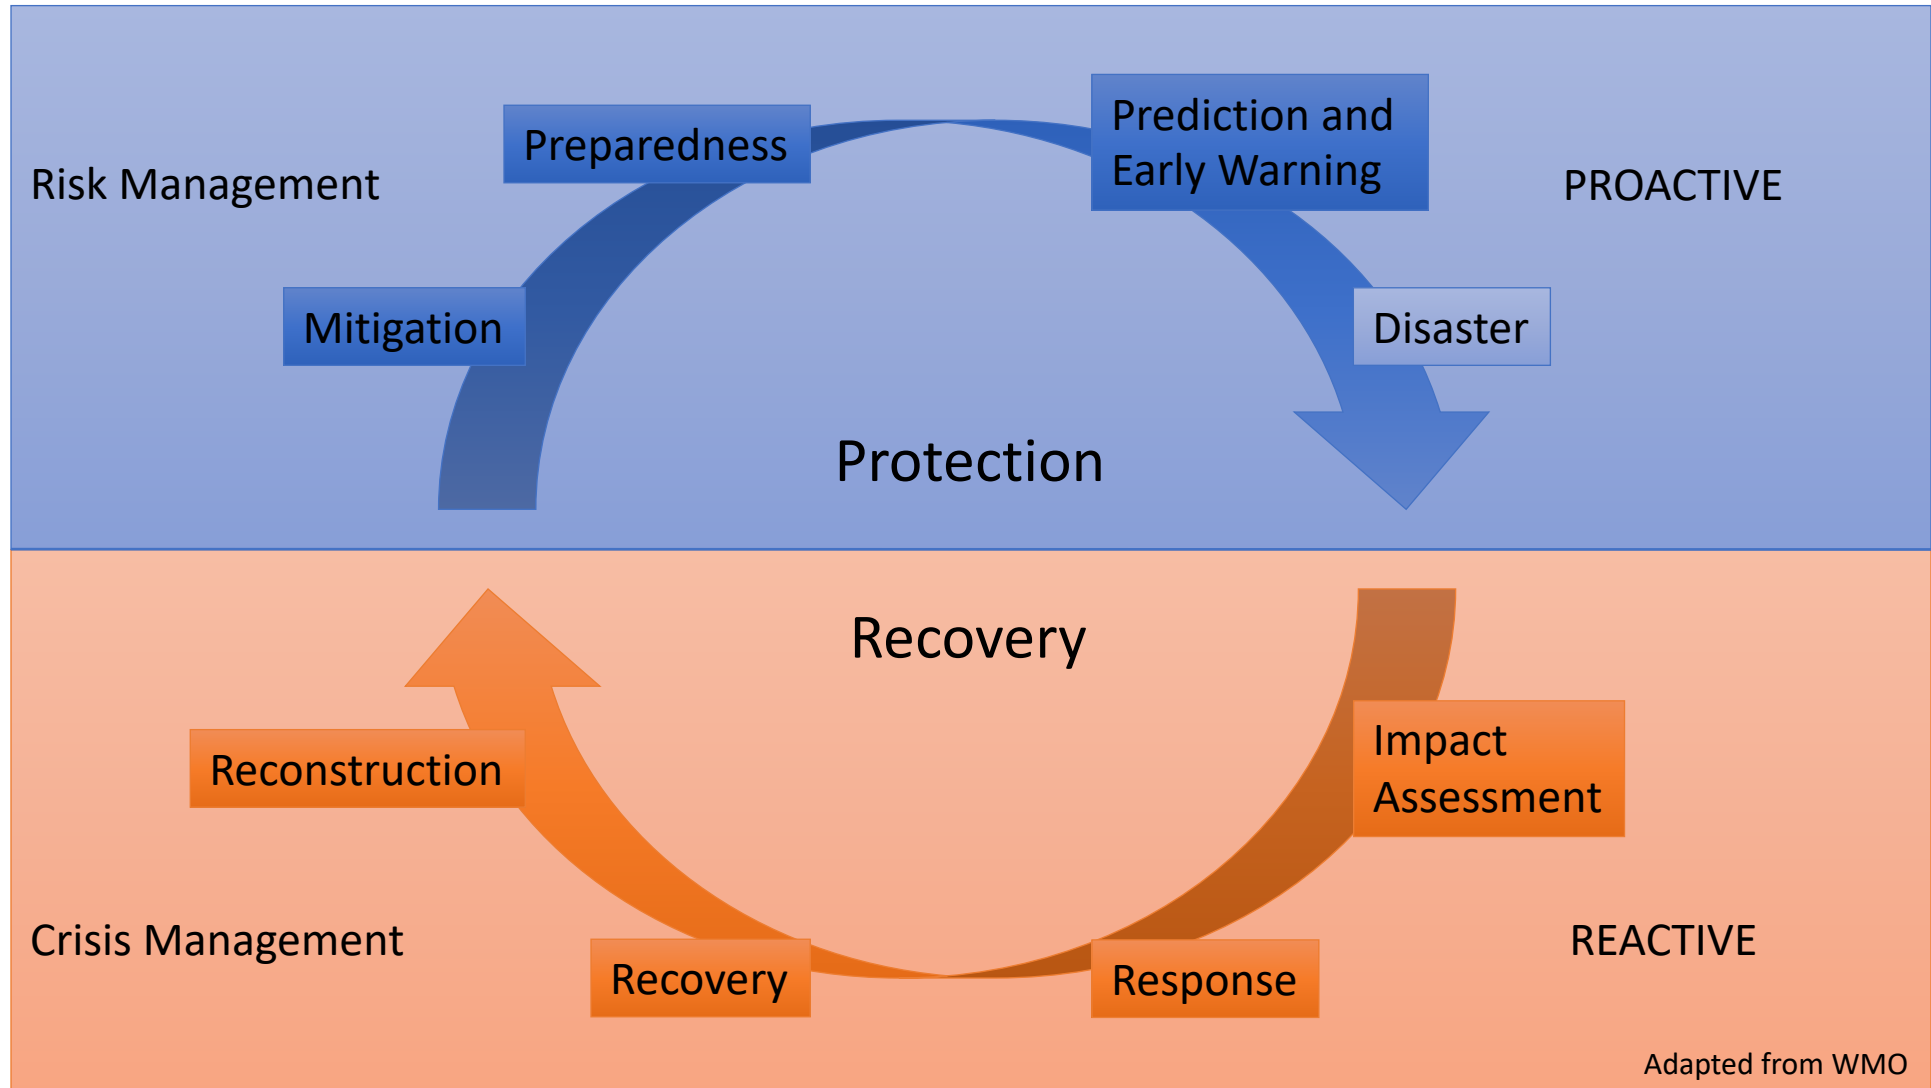 Preparedness
Prediction and
Early Warning
Risk Management
PROACTIVE
Mitigation
Disaster
Protection
Recovery
Impact
Assessment
Reconstruction
Crisis Management
REACTIVE
Recovery
Response
Adapted from WMO